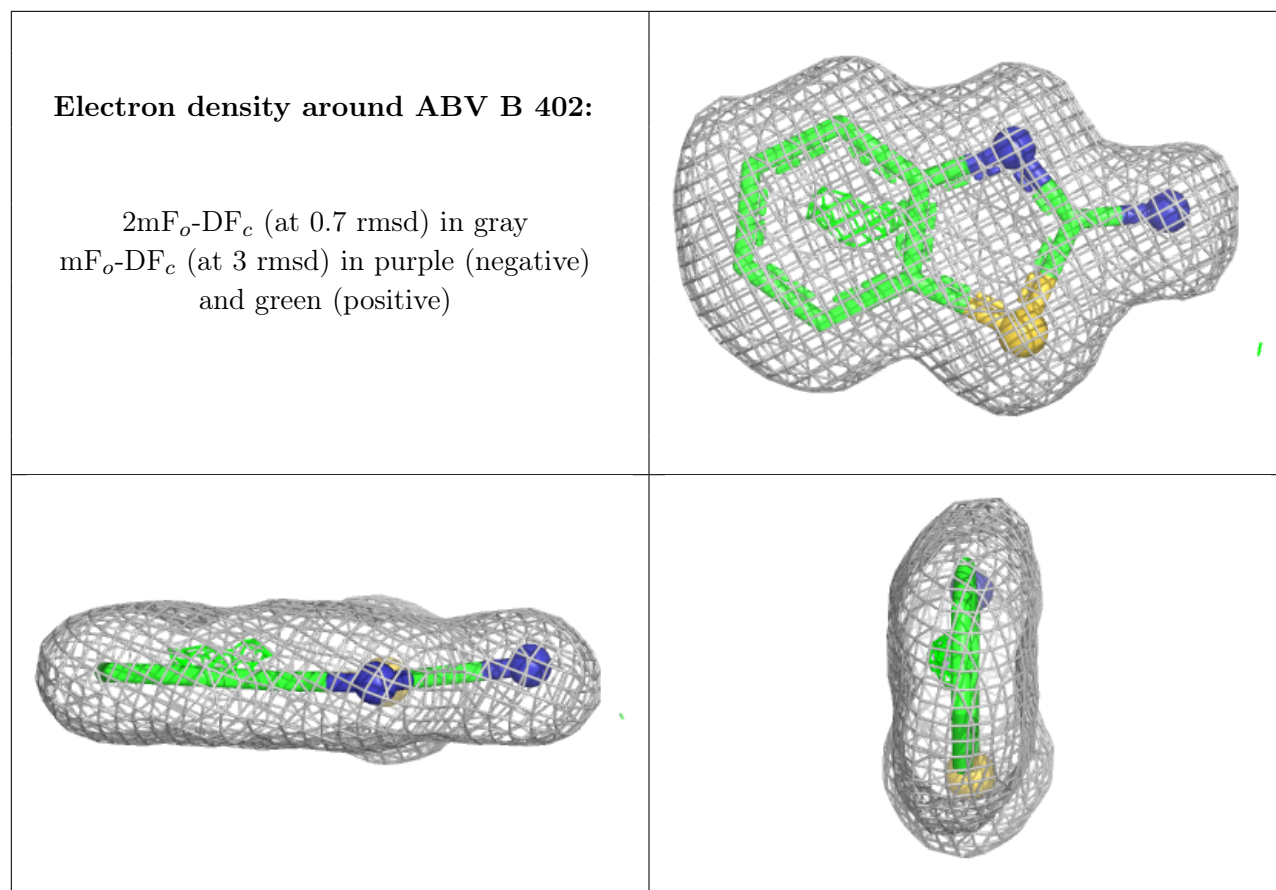 Electron density around ABV B 402:
2mFo-DFc (at 0.7 rmsd) in gray
mFo-DFc (at 3 rmsd) in purple (negative)
and green (positive)